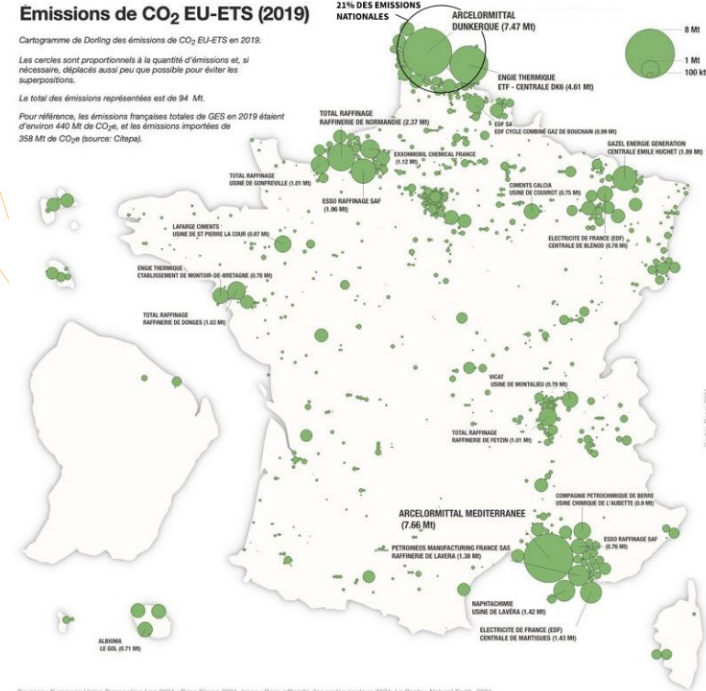 Émissions de CO₂ EU-ETS (2019)
Cartogramme de Dorling des émissions de CO₂ EU-ETS en 2019.
Les cercles sont proportionnels à la quantité d'émissions et, si
nécessaire, déplacés aussi peu que possible pour éviter les
superpositions.
Le total des émissions représentées est de 94 Mt.
Pour référence, les émissions françaises totales de GES en 2019 étaient
d'environ 440 Mt de CO₂e, et les émissions importées de
358 Mt de CO₂e (source: Citepa).
21% DES EMISSIONS
NATIONALES
ARCELORMITTAL
DUNKERQUE (7.47 Mt)
8 Mt
1 Mt
100 kt
ENGIE THERMIQUE
ETF - CENTRALE DK6 (4.61 Mt)
TOTAL RAFFINAGE
RAFFINERIE DE NORMANDIE (2.37 Mt)
EDF SA
EDF CYCLE COMBINÉ GAZ DE BOUCHAIN (0.99 Mt)
GAZEL ENERGIE GENERATION
CENTRALE EMILE HUCHET (1.89 Mt)
EXXONMOBIL CHEMICAL FRANCE
(1.12 Mt)
TOTAL RAFFINAGE
USINE DE GONFREVILLE (1.01 Mt)
CIMENTS CALCIA
USINE DE COUVROT (0.75 Mt)
ESSO RAFFINAGE SAF
(1.96 Mt)
LAFARGE CIMENTS
USINE DE ST PIERRE LA COUR (0.87 Mt)
ELECTRICITE DE FRANCE (EDF)
CENTRALE DE BLÉNOD (0.78 Mt)
ENGIE THERMIQUE
ETABLISSEMENT DE MONTOIR-DE-BRETAGNE (0.78 Mt)
TOTAL RAFFINAGE
RAFFINERIE DE DONGES (1.03 Mt)
VICAT
USINE DE MONTALIEU (0.78 Mt)
TOTAL RAFFINAGE
RAFFINERIE DE FEYZIN (1.01 Mt)
COMPAGNIE PETROCHIMIQUE DE BERRE
USINE CHIMIQUE DE L'AUBETTE (0.9 Mt)
ARCELORMITTAL MEDITERRANEE
(7.66 Mt)
ESSO RAFFINAGE SAF
(0.76 Mt)
PETROINEOS MANUFACTURING FRANCE SAS
RAFFINERIE DE LAVERA (1.38 Mt)
NAPHTACHIMIE
USINE DE LAVÉRA (1.42 Mt)
ELECTRICITE DE FRANCE (EDF)
CENTRALE DE MARTIGUES (1.43 Mt)
ALBIOMA
LE GOL (0.71 Mt)